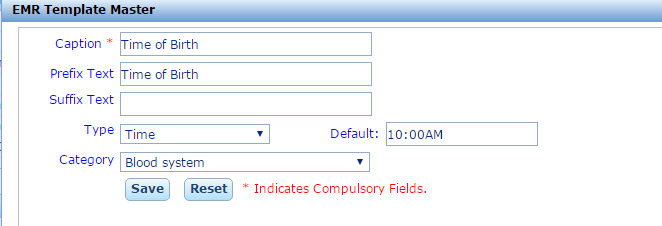 EMR Template Master
Caption * Time of Birth
Prefix Text Time of Birth
Suffix Text
Type Time Default: 10:00AM
Category Blood system
Save Reset * Indicates Compulsory Fields.